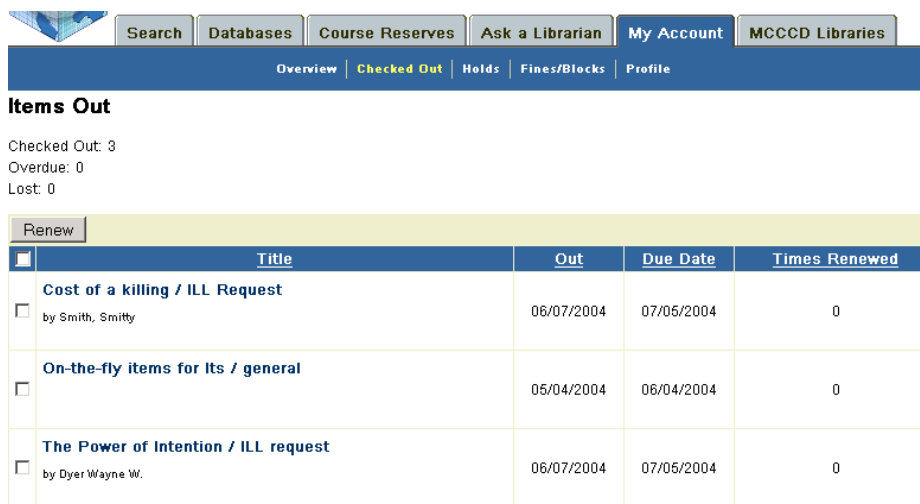 Search Databases Course Reserves Ask a Librarian My Account MCCCD Libraries
Overview | Checked Out | Holds | Fines/Blocks | Profile
Items Out
Checked Out: 3
Overdue: 0
Lost: 0
Renew
Title Out Due Date Times Renewed
Cost of a killing / ILL Request
by Smith, Smitty 06/07/2004 07/05/2004 0
On-the-fly items for Its / general
05/04/2004 06/04/2004 0
The Power of Intention / ILL request
by Dyer Wayne W. 06/07/2004 07/05/2004 0